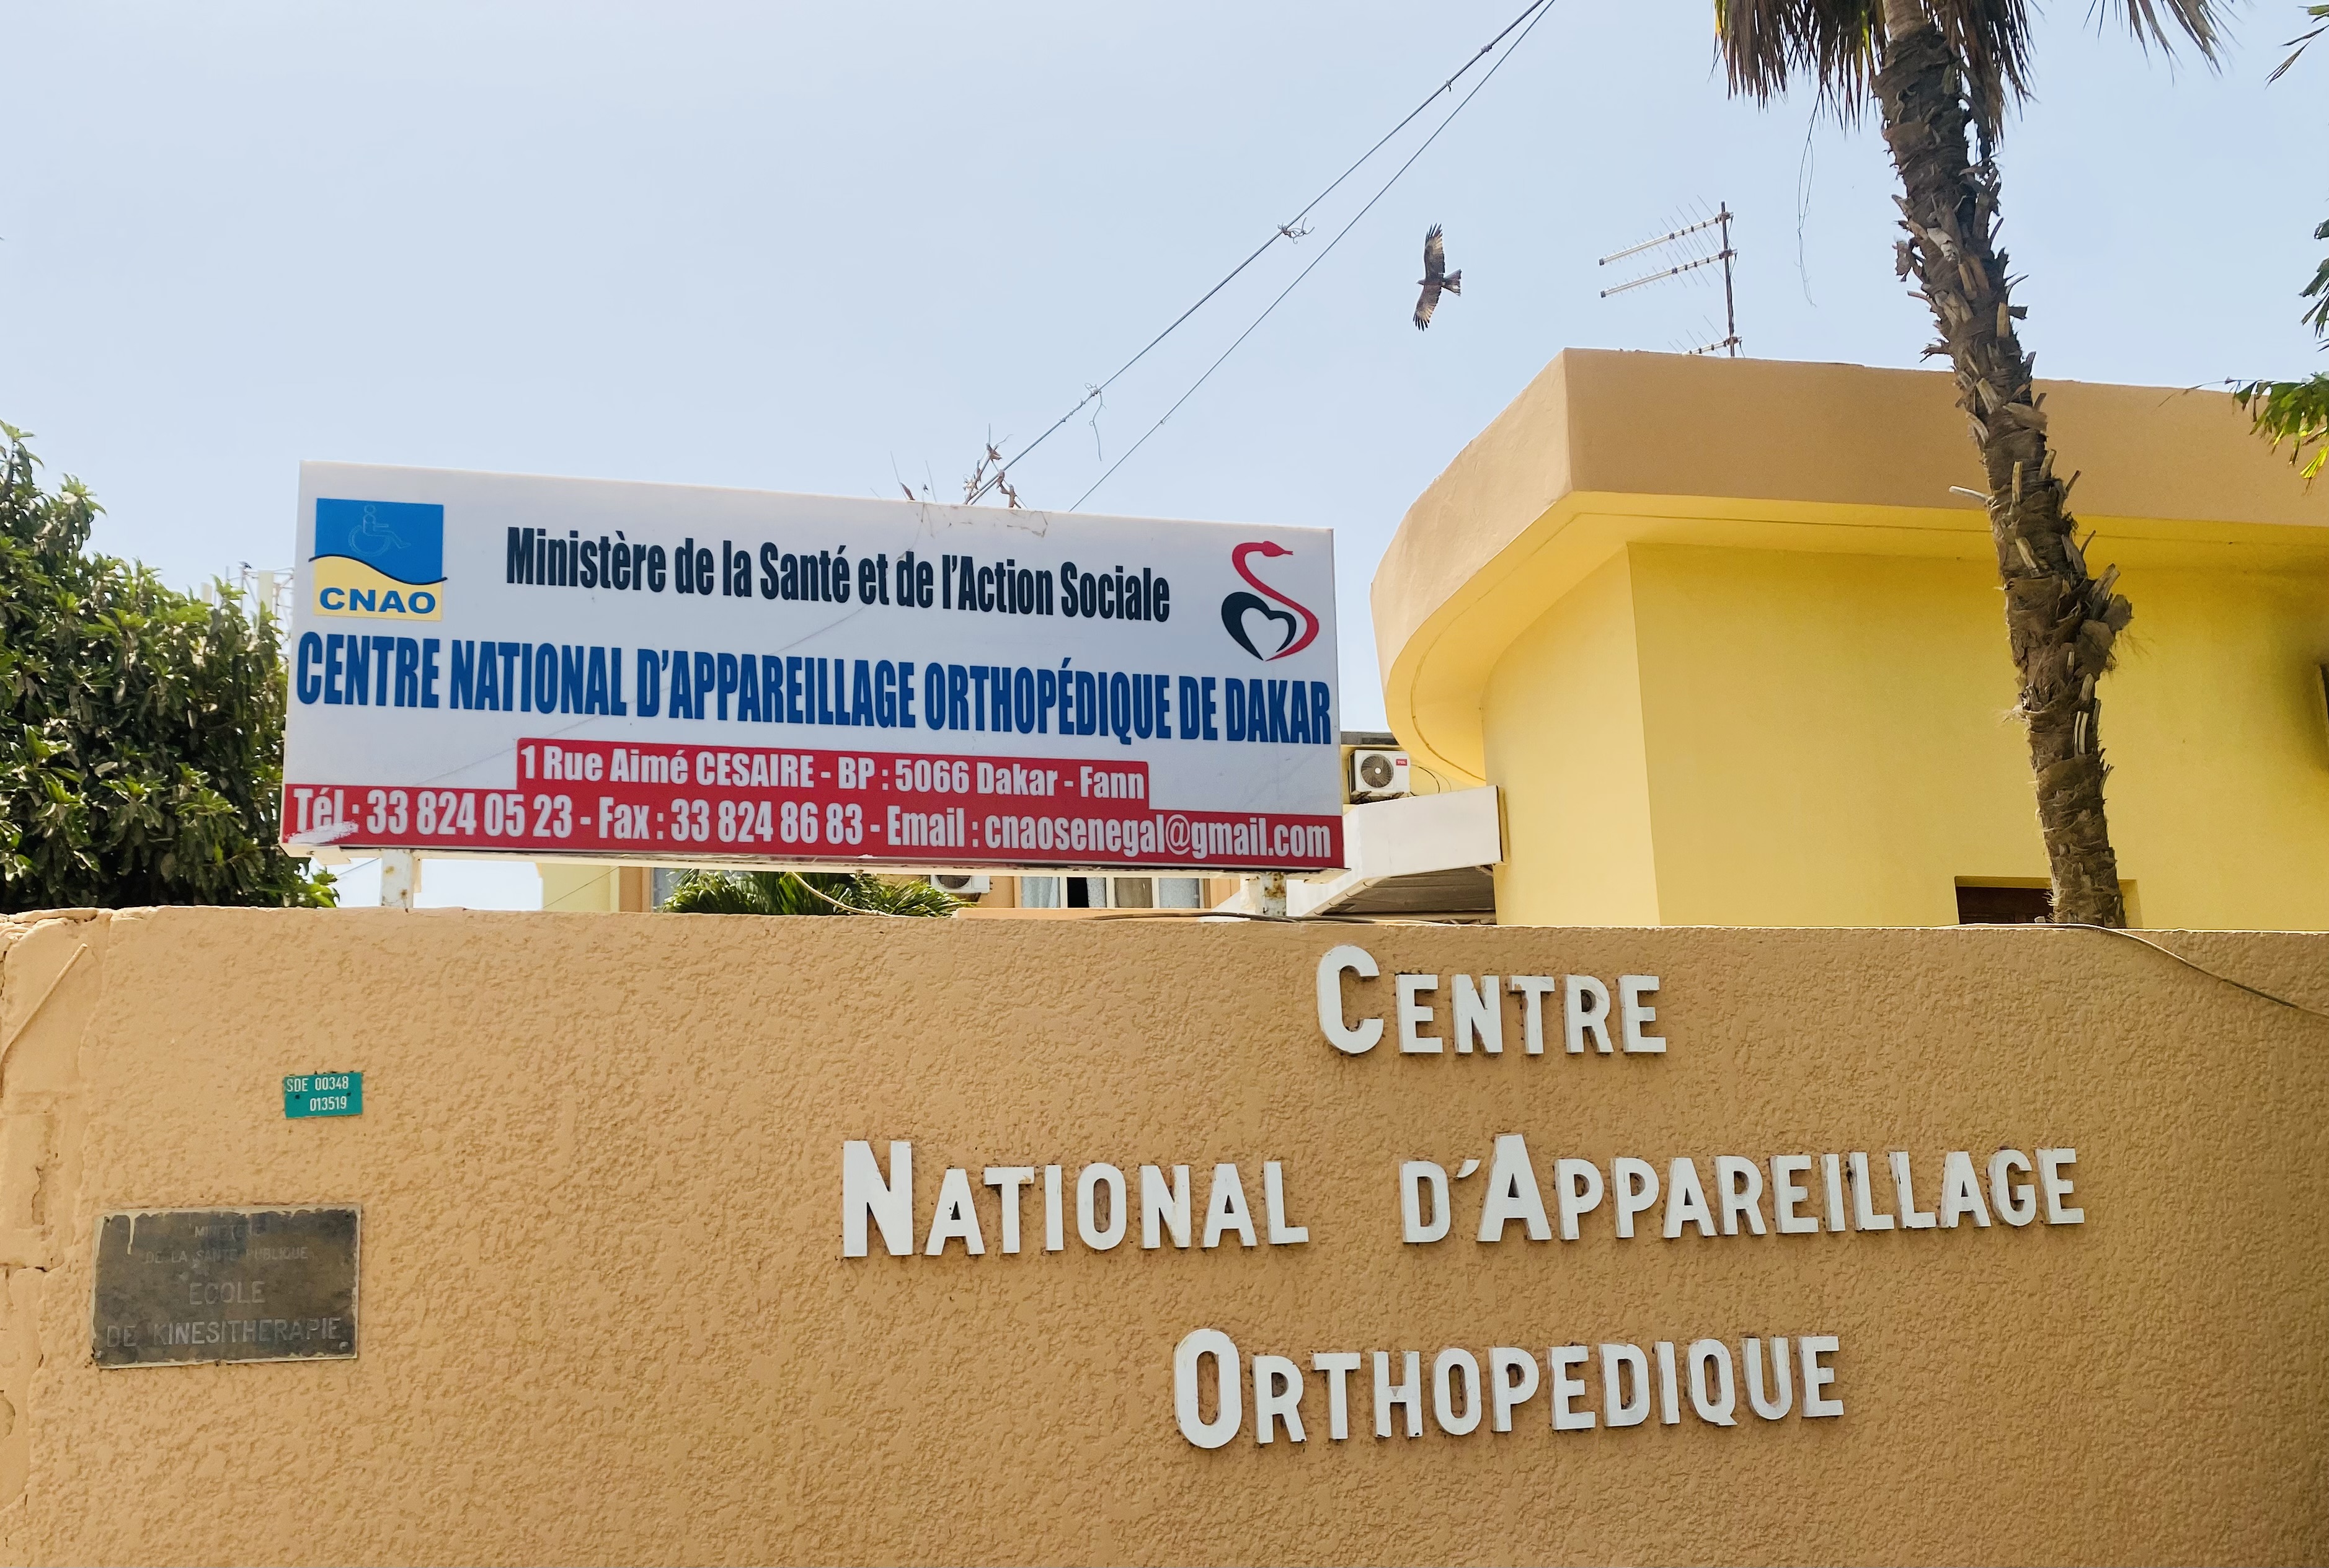 CNAO
Ministère de la Santé et de l'Action Sociale
CENTRE NATIONAL D'APPAREILLAGE ORTHOPÉDIQUE DE DAKAR
1 Rue Aimé CESAIRE - BP : 5066 Dakar - Fann
Tél : 33 824 05 23 - Fax : 33 824 86 83 - Email : cnaosenegal@gmail.com
CENTRE
NATIONAL D'APPAREILLAGE
ORTHOPEDIQUE
SDE 00348
013519
MINISTERE
DE LA SANTE PUBLIQUE
ECOLE
DE KINESITHERAPIE